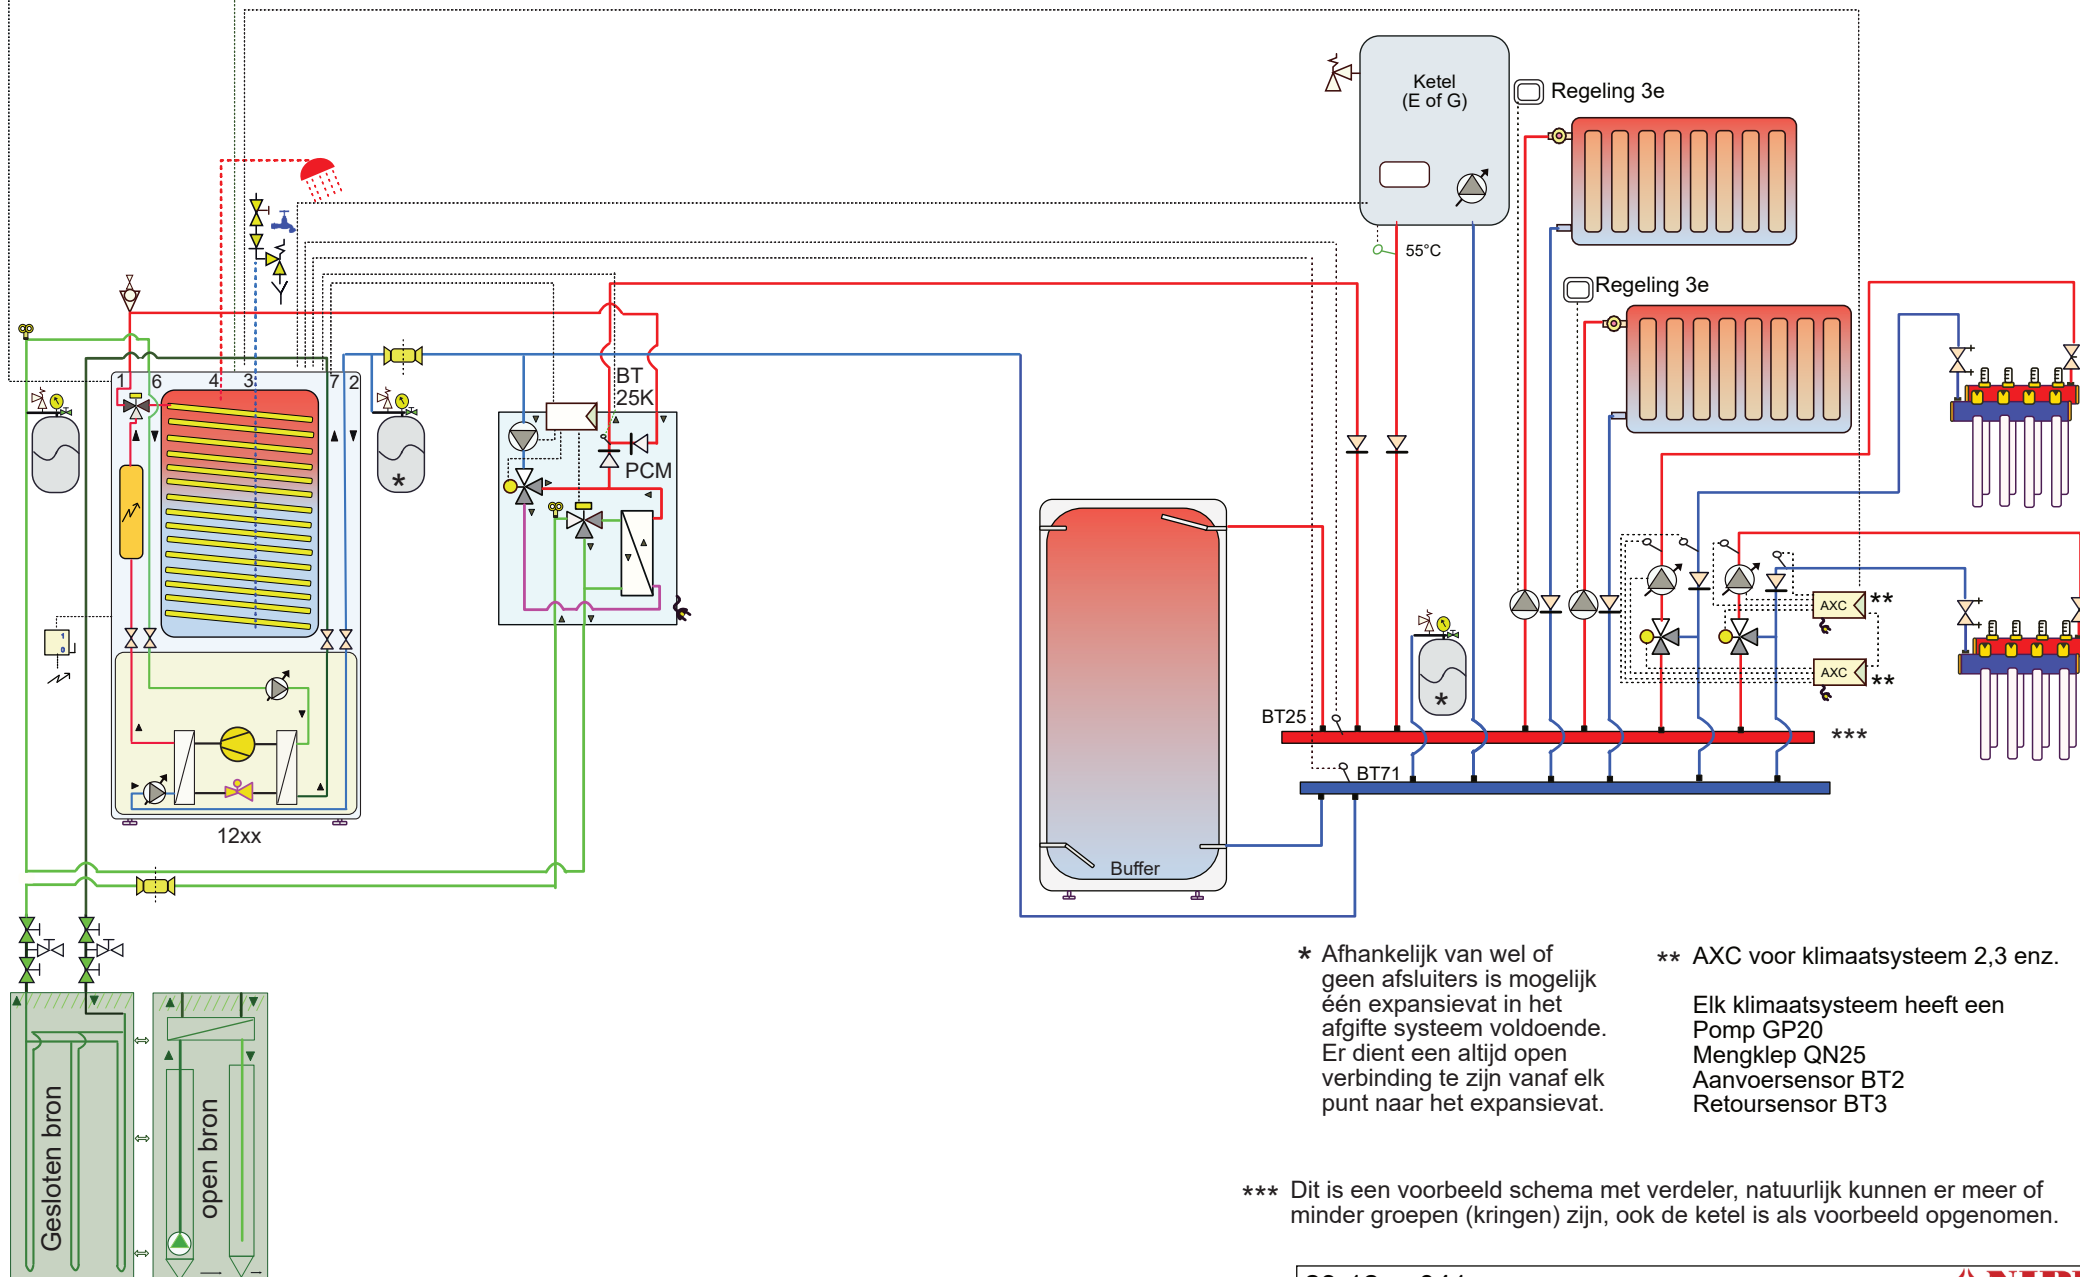 Ketel
(E of G)
Regeling 3e
55°C
Regeling 3e
1 6 4 3 7 2
BT
25K
PCM
*
12xx
1
0
Buffer
BT25
BT71
*
AXC **
AXC **
***
* Afhankelijk van wel of
geen afsluiters is mogelijk
één expansievat in het
afgifte systeem voldoende.
Er dient een altijd open
verbinding te zijn vanaf elk
punt naar het expansievat.
** AXC voor klimaatsysteem 2,3 enz.
Elk klimaatsysteem heeft een
Pomp GP20
Mengklep QN25
Aanvoersensor BT2
Retoursensor BT3
*** Dit is een voorbeeld schema met verdeler, natuurlijk kunnen er meer of
minder groepen (kringen) zijn, ook de ketel is als voorbeeld opgenomen.
Gesloten bron
open bron